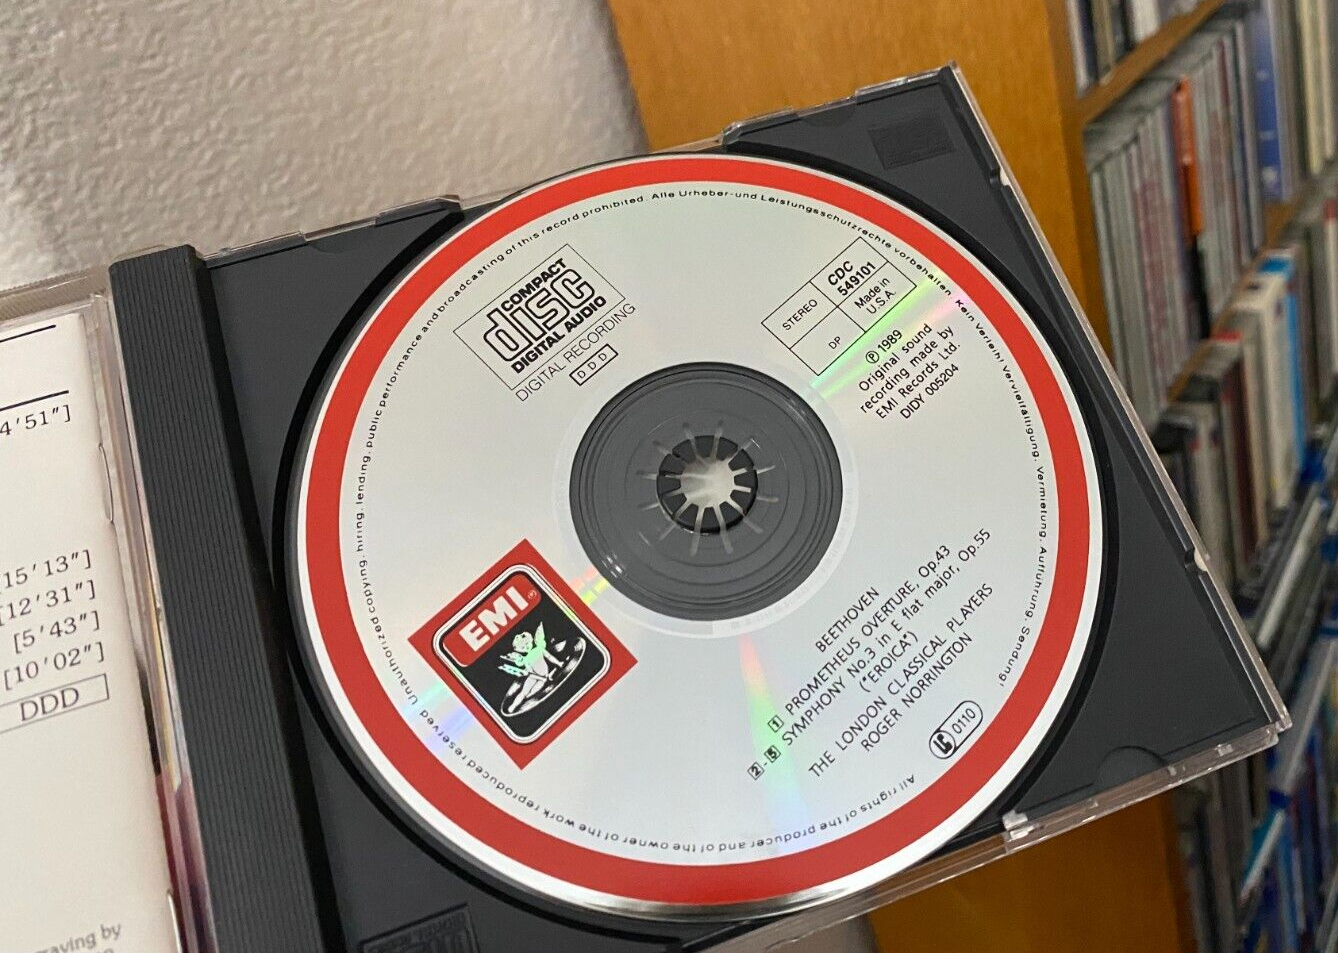 4'51"]
15'13"]
[12'31"]
[5'43"]
[10'02"]
DDD
aving by
COMPACT
disc
DIGITAL AUDIO
DIGITAL RECORDING
DDD
STEREO
CDC
549101
DP
Made in
U.S.A.
℗ 1989
Original sound
recording made by
EMI Records Ltd.
DIDY 005204
EMI
BEETHOVEN
1 PROMETHEUS OVERTURE, Op.43
2-5 SYMPHONY No.3 in E flat major, Op.55
("EROICA")
THE LONDON CLASSICAL PLAYERS
ROGER NORRINGTON
LC 0110
All rights of the producer and of the owner of the work reproduced reserved. Unauthorized copying, hiring, lending, public performance and broadcasting of this record prohibited. Alle Urheber- und Leistungsschutzrechte vorbehalten. Kein Verleih! Vervielfältigung, Vermietung, Aufführung, Sendung!